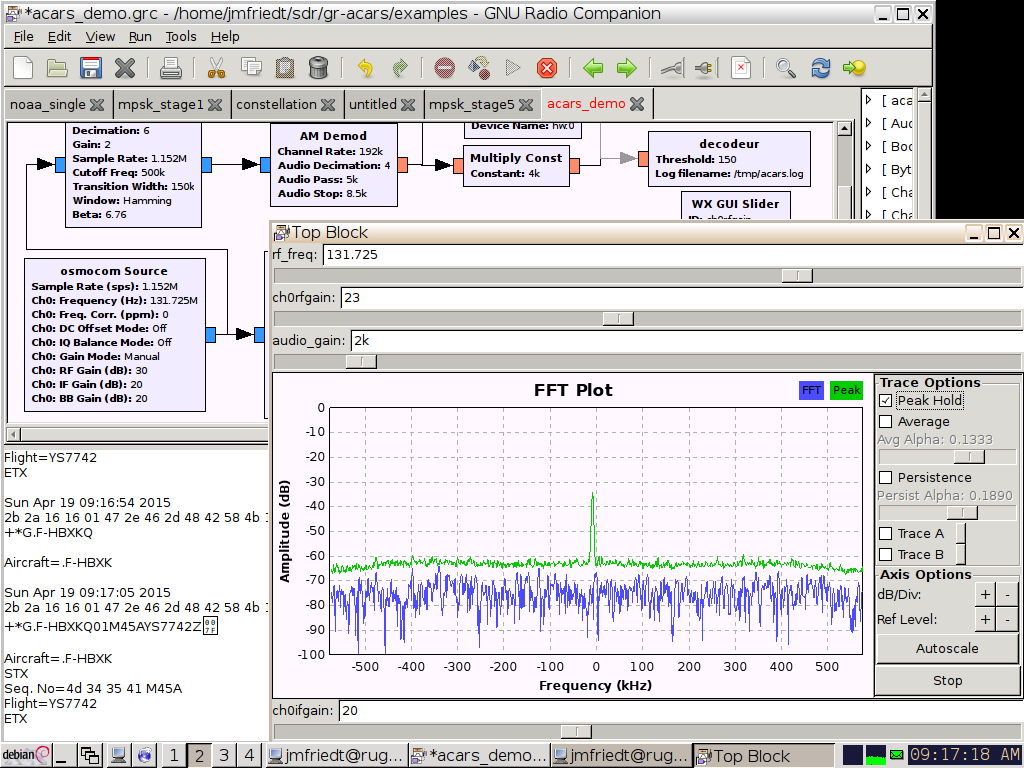 *acars_demo.grc - /home/jmfriedt/sdr/gr-acars/examples - GNU Radio Companion
File Edit View Run Tools Help
noaa_single mpsk_stage1 constellation untitled mpsk_stage5 acars_demo
[ aca
[ Auc
[ Boo
[ Byt
[ Cha
[ Cha
Decimation: 6
Gain: 2
Sample Rate: 1.152M
Cutoff Freq: 500k
Transition Width: 150k
Window: Hamming
Beta: 6.76
AM Demod
Channel Rate: 192k
Audio Decimation: 4
Audio Pass: 5k
Audio Stop: 8.5k
Device Name: hw:0
Multiply Const
Constant: 4k
decodeur
Threshold: 150
Log filename: /tmp/acars.log
WX GUI Slider
osmocom Source
Sample Rate (sps): 1.152M
Ch0: Frequency (Hz): 131.725M
Ch0: Freq. Corr. (ppm): 0
Ch0: DC Offset Mode: Off
Ch0: IQ Balance Mode: Off
Ch0: Gain Mode: Manual
Ch0: RF Gain (dB): 30
Ch0: IF Gain (dB): 20
Ch0: BB Gain (dB): 20
Flight=YS7742
ETX
Sun Apr 19 09:16:54 2015
2b 2a 16 16 01 47 2e 46 2d 48 42 58 4b
+*G.F-HBXKQ
Aircraft=.F-HBXK
Sun Apr 19 09:17:05 2015
2b 2a 16 16 01 47 2e 46 2d 48 42 58 4b
+*G.F-HBXKQ01M45AYS7742Z
Aircraft=.F-HBXK
STX
Seq. No=4d 34 35 41 M45A
Flight=YS7742
ETX
Top Block
rf_freq: 131.725
ch0rfgain: 23
audio_gain: 2k
FFT Plot
FFT Peak
0
-10
-20
-30
-40
-50
-60
-70
-80
-90
-100
Amplitude (dB)
-500 -400 -300 -200 -100 0 100 200 300 400 500
Frequency (kHz)
Trace Options
Peak Hold
Average
Avg Alpha: 0.1333
Persistence
Persist Alpha: 0.1890
Trace A
Trace B
Axis Options
dB/Div: + -
Ref Level: + -
Autoscale
Stop
ch0ifgain: 20
debian 1 2 3 4 jmfriedt@rug... *acars_demo... jmfriedt@rug... Top Block 09:17:18 AM